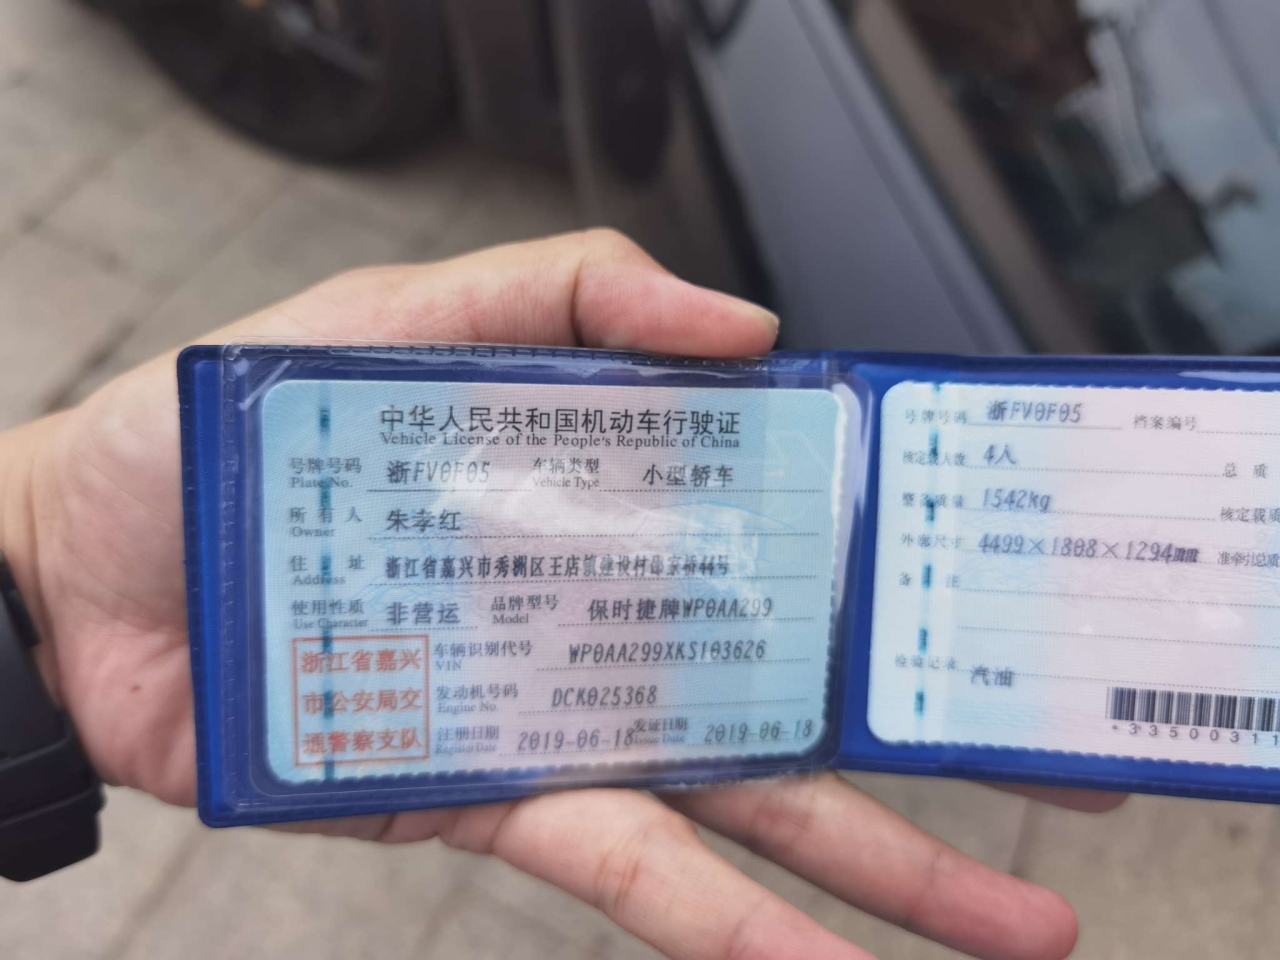 中华人民共和国机动车行驶证
Vehicle License of the People's Republic of China
号牌号码 浙FV0F05 车辆类型 小型轿车
Plate No. Vehicle Type
所有人 朱孝红
Owner
住址 浙江省嘉兴市秀洲区王店镇建设村邵家桥44号
Address
使用性质 非营运 品牌型号 保时捷牌WP0AA299
Use Character Model
浙江省嘉兴 车辆识别代号 WP0AA299XKS103626
VIN
市公安局交 发动机号码 DCK025368
Engine No.
通警察支队 注册日期 2019-06-18 发证日期 2019-06-18
Register Date Issue Date
号牌号码 浙FV0F05 档案编号
核定载人数 4人 总质
整备质量 1542kg 核定载质
外廓尺寸 4499×1808×1294mm 准牵引总质
备注
检验记录 汽油
*33500311